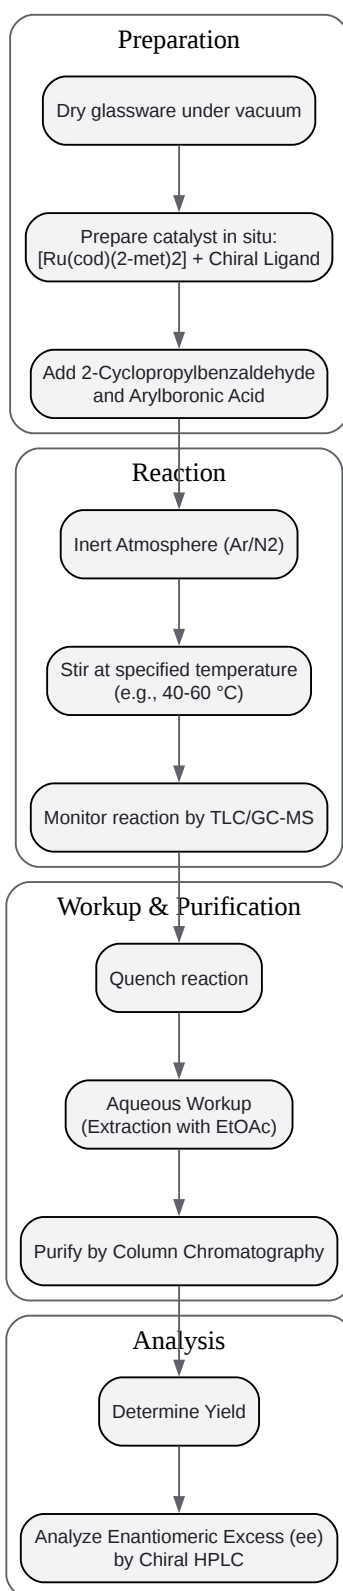 Preparation
Dry glassware under vacuum
Prepare catalyst in situ:
[Ru(cod)(2-met)2] + Chiral Ligand
Add 2-Cyclopropylbenzaldehyde
and Arylboronic Acid
Reaction
Inert Atmosphere (Ar/N2)
Stir at specified temperature
(e.g., 40-60 °C)
Monitor reaction by TLC/GC-MS
Workup & Purification
Quench reaction
Aqueous Workup
(Extraction with EtOAc)
Purify by Column Chromatography
Analysis
Determine Yield
Analyze Enantiomeric Excess (ee)
by Chiral HPLC